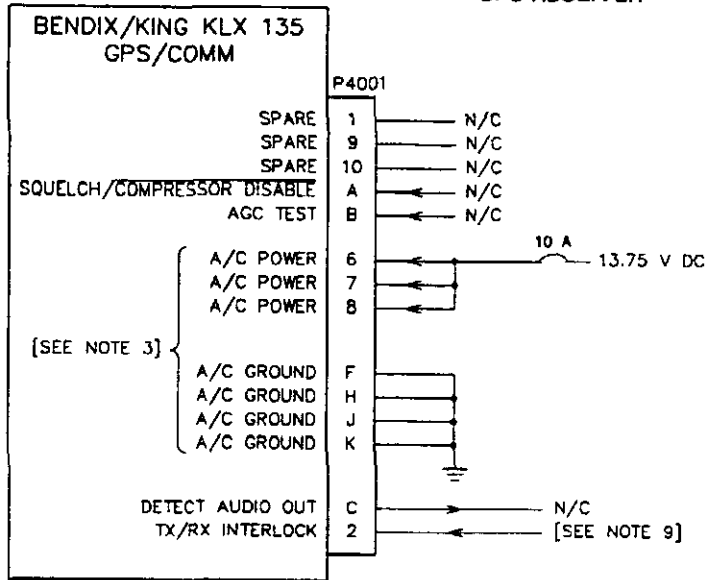 BENDIX/KING KLX 135
GPS/COMM
P4001
SPARE 1 N/C
SPARE 9 N/C
SPARE 10 N/C
SQUELCH/COMPRESSOR DISABLE A N/C
AGC TEST B N/C
10 A
A/C POWER 6 13.75 V DC
A/C POWER 7
A/C POWER 8
[SEE NOTE 3]
A/C GROUND F
A/C GROUND H
A/C GROUND J
A/C GROUND K
DETECT AUDIO OUT C N/C
TX/RX INTERLOCK 2 [SEE NOTE 9]